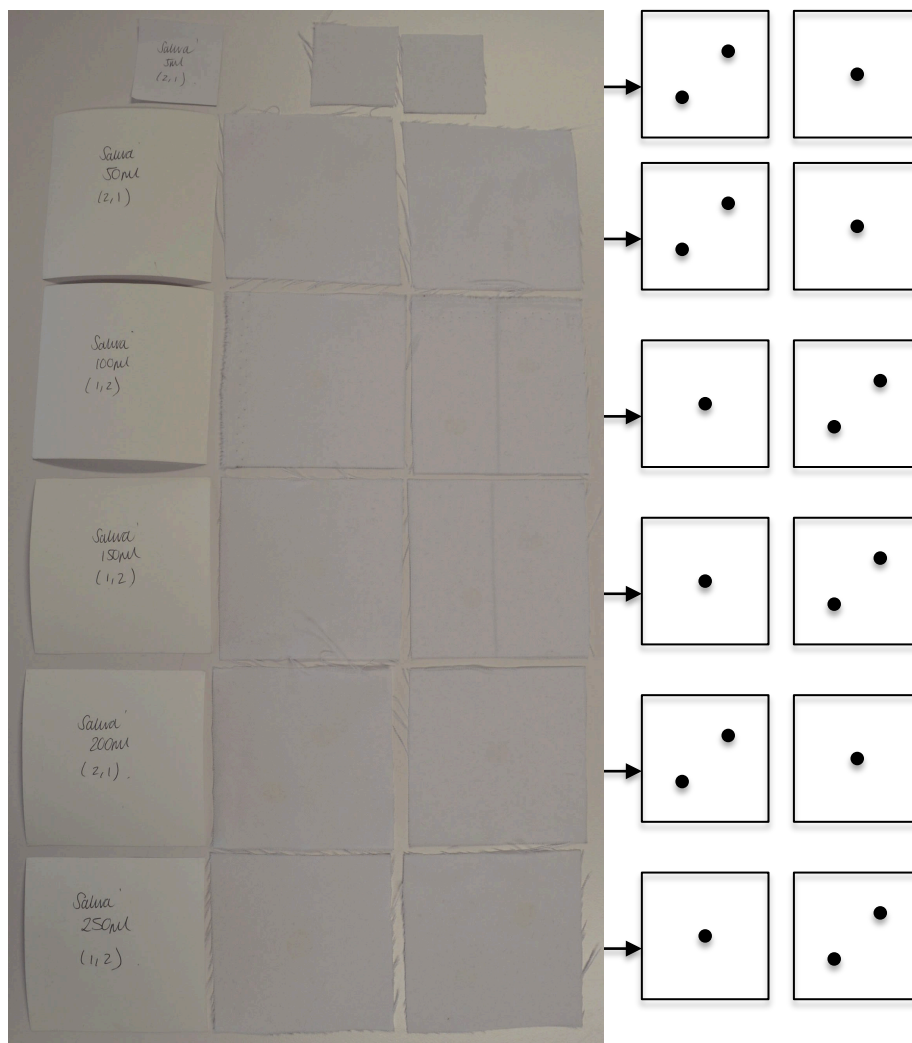 Saliva
5µl
(2,1)
Saliva
50µl
(2,1)
Saliva
100µl
(1,2)
Saliva
150µl
(1,2)
Saliva
200µl
(2,1)
Saliva
250µl
(1,2)